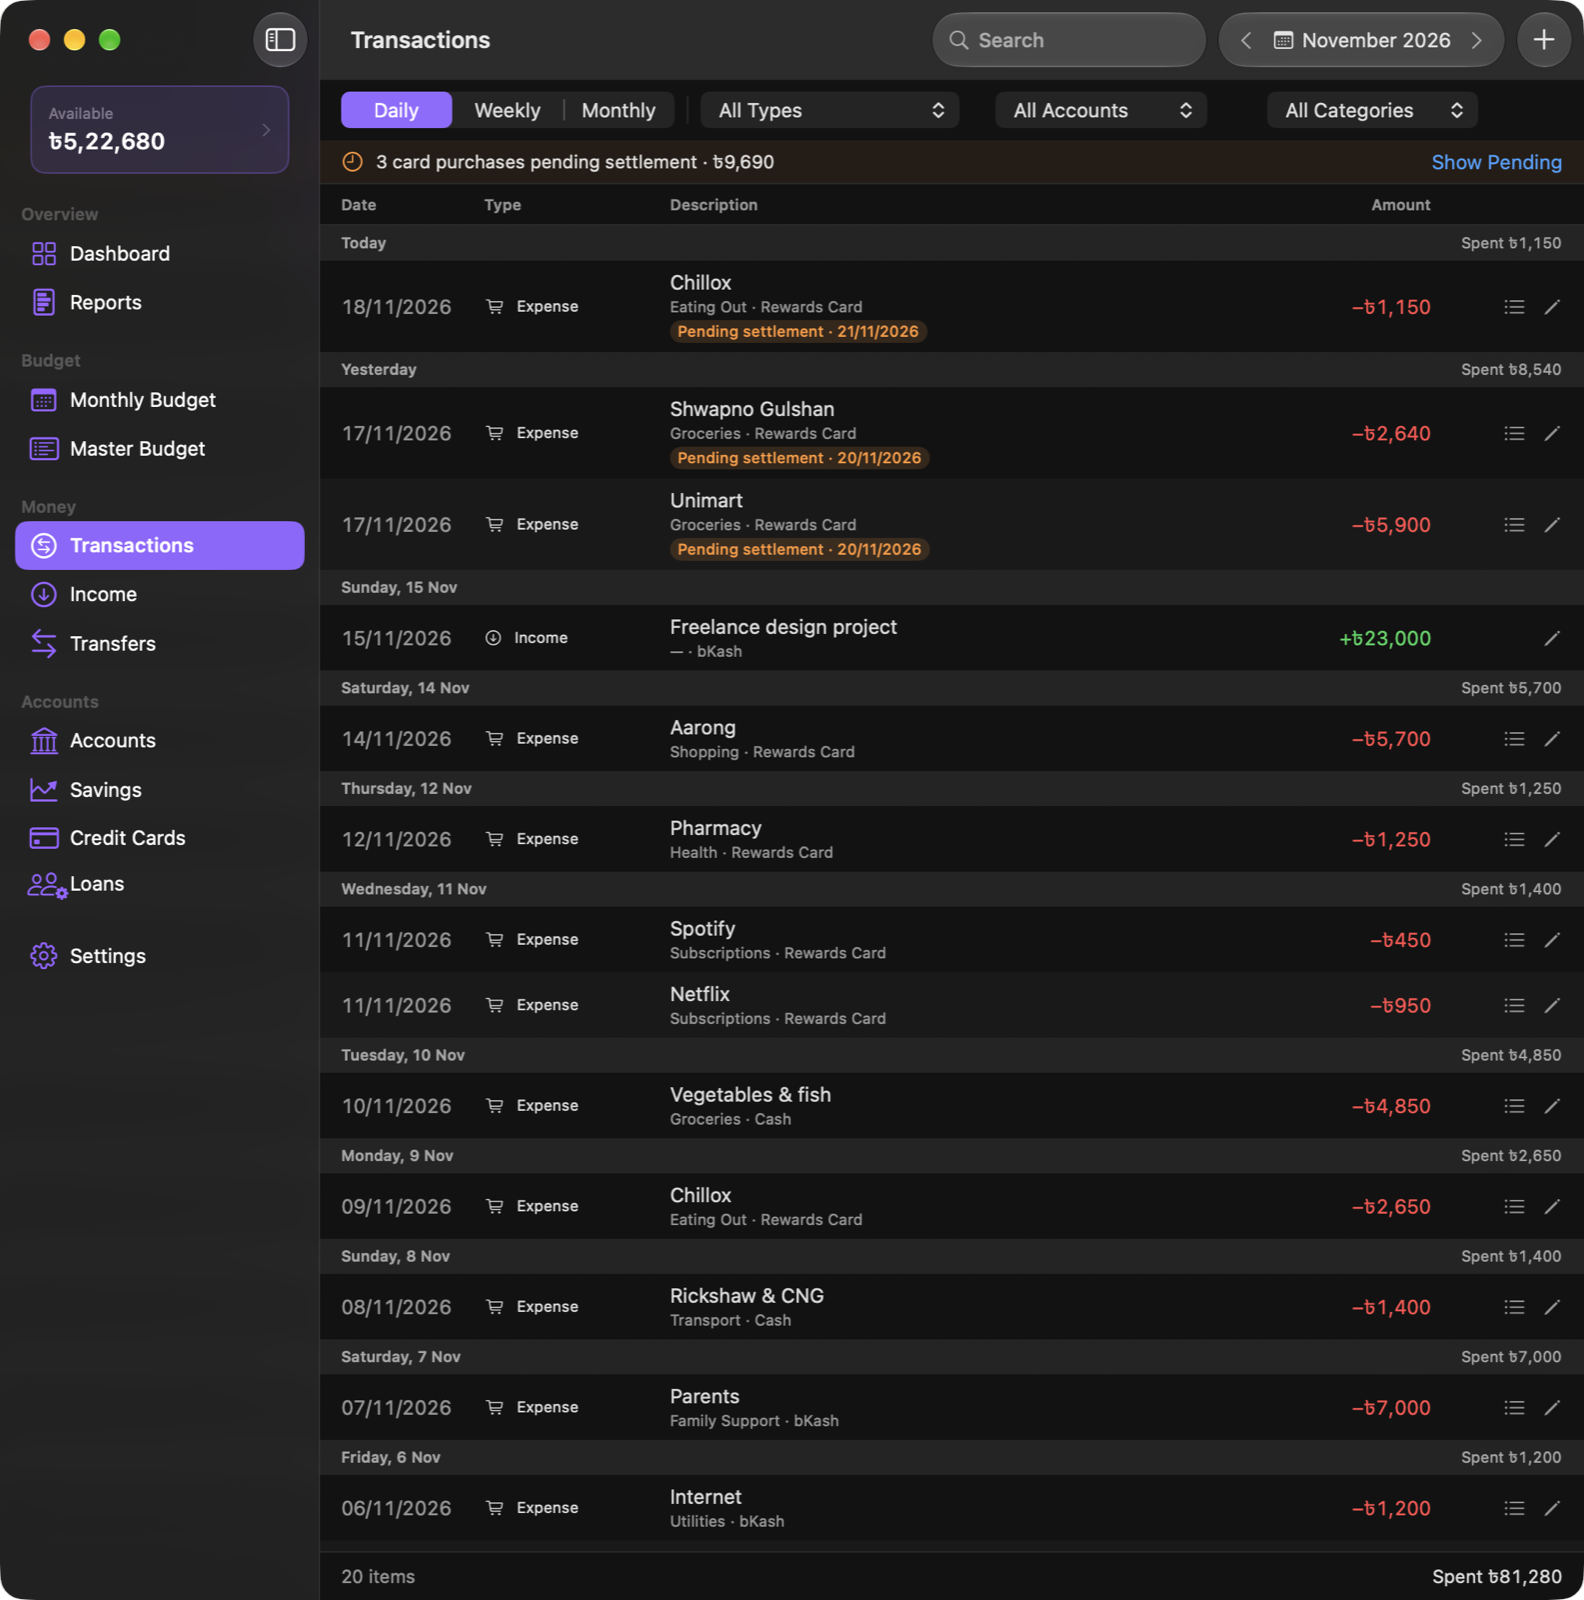 Transactions
Search
November 2026
Available
৳5,22,680
Daily
Weekly
Monthly
All Types
All Accounts
All Categories
3 card purchases pending settlement · ৳9,690
Show Pending
Overview
Dashboard
Reports
Budget
Monthly Budget
Master Budget
Money
Transactions
Income
Transfers
Accounts
Accounts
Savings
Credit Cards
Loans
Settings
Date
Type
Description
Amount
Today
Spent ৳1,150
18/11/2026
Expense
Chillox
Eating Out · Rewards Card
Pending settlement · 21/11/2026
−৳1,150
Yesterday
Spent ৳8,540
17/11/2026
Expense
Shwapno Gulshan
Groceries · Rewards Card
Pending settlement · 20/11/2026
−৳2,640
17/11/2026
Expense
Unimart
Groceries · Rewards Card
Pending settlement · 20/11/2026
−৳5,900
Sunday, 15 Nov
15/11/2026
Income
Freelance design project
— · bKash
+৳23,000
Saturday, 14 Nov
Spent ৳5,700
14/11/2026
Expense
Aarong
Shopping · Rewards Card
−৳5,700
Thursday, 12 Nov
Spent ৳1,250
12/11/2026
Expense
Pharmacy
Health · Rewards Card
−৳1,250
Wednesday, 11 Nov
Spent ৳1,400
11/11/2026
Expense
Spotify
Subscriptions · Rewards Card
−৳450
11/11/2026
Expense
Netflix
Subscriptions · Rewards Card
−৳950
Tuesday, 10 Nov
Spent ৳4,850
10/11/2026
Expense
Vegetables & fish
Groceries · Cash
−৳4,850
Monday, 9 Nov
Spent ৳2,650
09/11/2026
Expense
Chillox
Eating Out · Rewards Card
−৳2,650
Sunday, 8 Nov
Spent ৳1,400
08/11/2026
Expense
Rickshaw & CNG
Transport · Cash
−৳1,400
Saturday, 7 Nov
Spent ৳7,000
07/11/2026
Expense
Parents
Family Support · bKash
−৳7,000
Friday, 6 Nov
Spent ৳1,200
06/11/2026
Expense
Internet
Utilities · bKash
−৳1,200
20 items
Spent ৳81,280